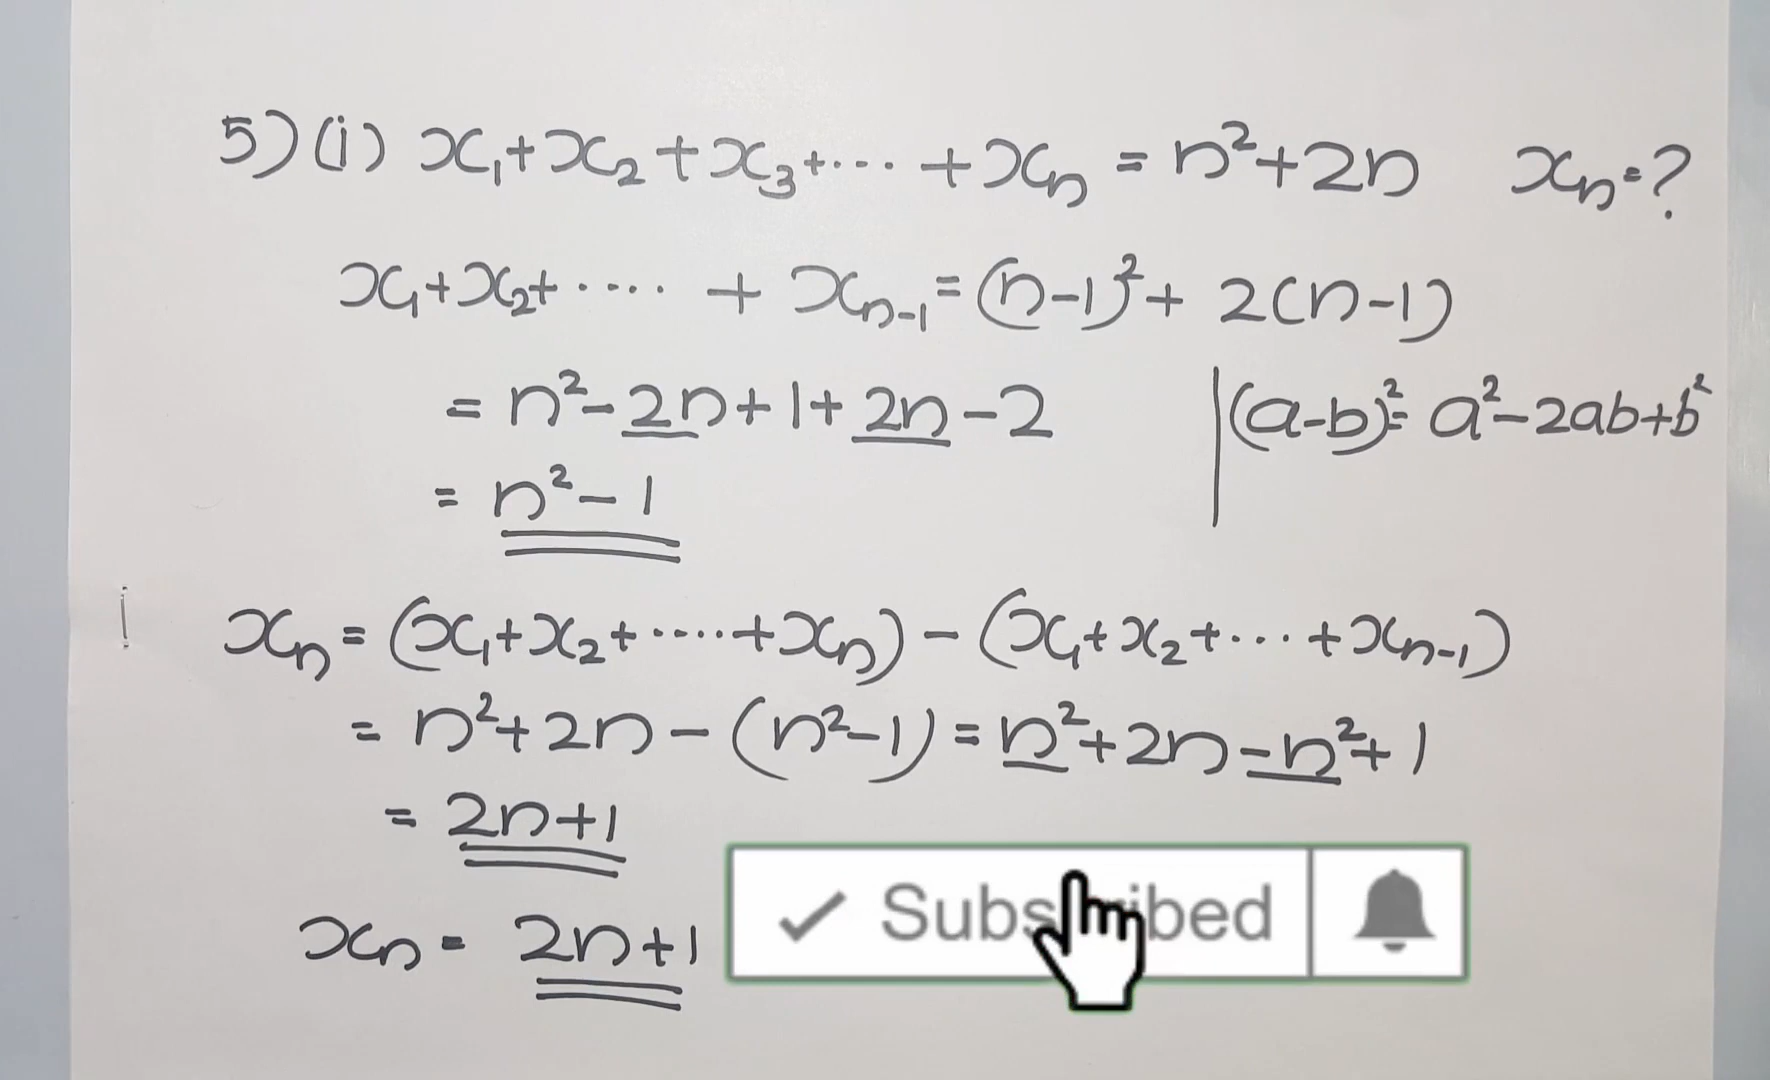 5) (i) x₁+x₂+x₃+... +xₙ = n²+2n xₙ=?
x₁+x₂+..... + xₙ₋₁=(n-1)²+ 2(n-1)
= n²-2n+1+2n-2 |(a-b)²= a²-2ab+b²
= n²-1
xₙ=(x₁+x₂+....+xₙ)-(x₁+x₂+...+xₙ₋₁)
= n²+2n-(n²-1)=n²+2n-n²+1
= 2n+1
xₙ= 2n+1
Subscribed